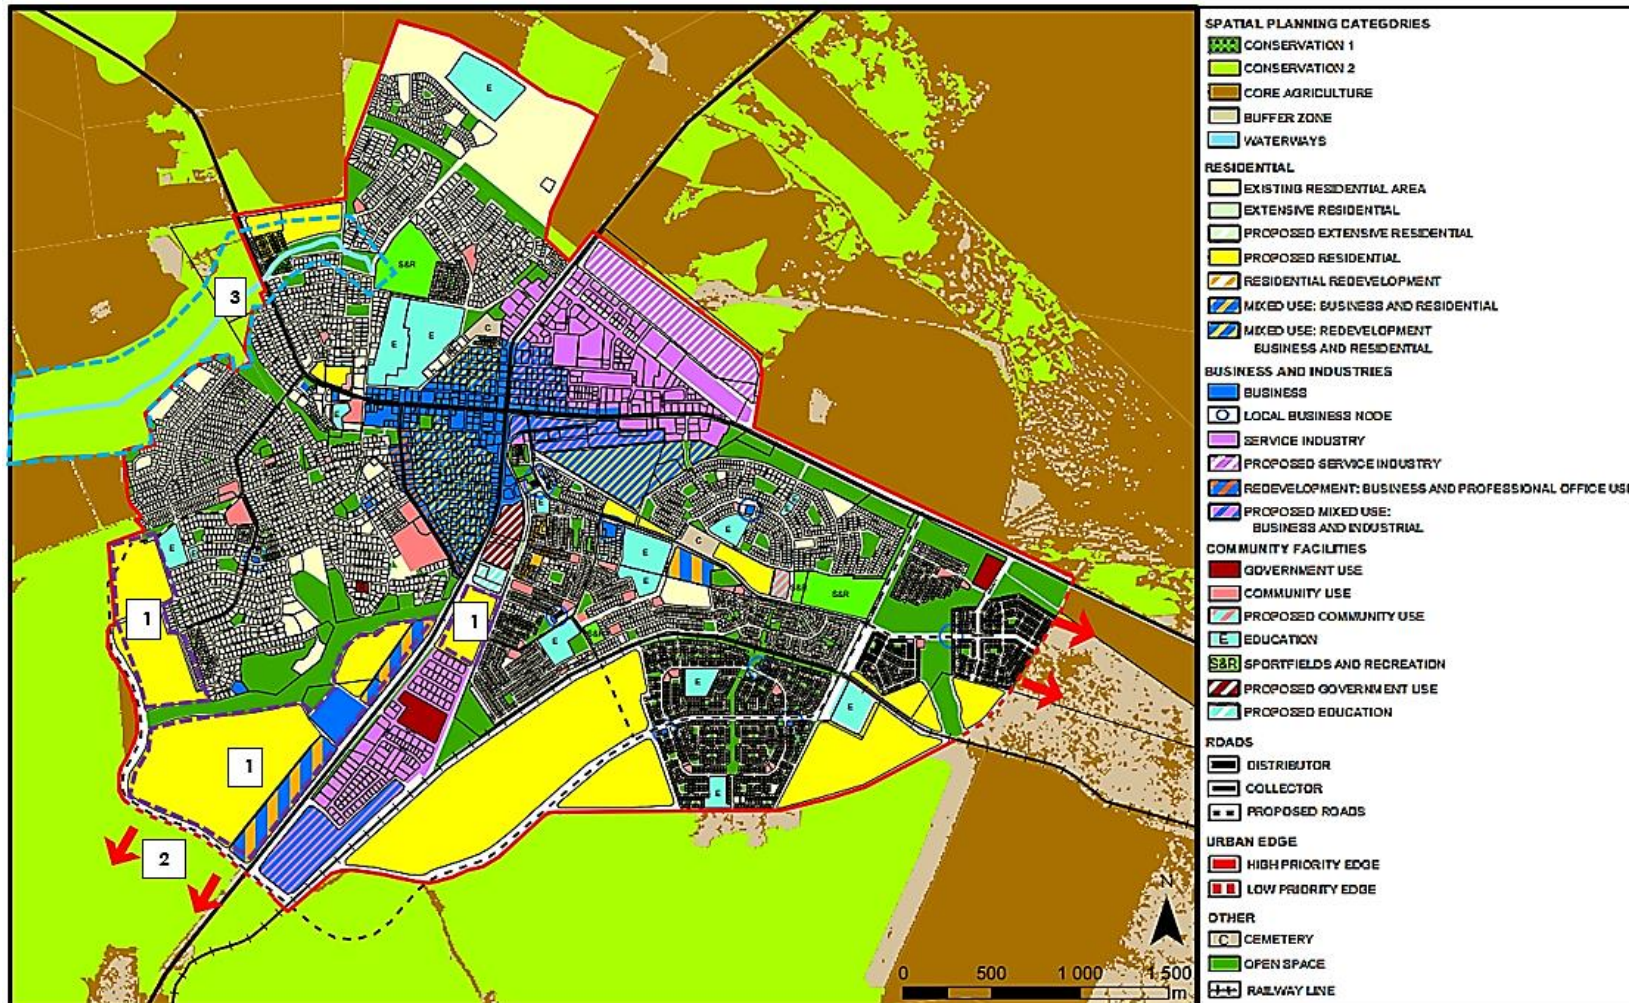 3
1
1
1
2
S&R
S&R
S&R
S&R
E
E
E
E
E
E
E
E
E
E
E
E
E
E
C
C
N
0 500 1 000 1 500
m
SPATIAL PLANNING CATEGORIES
CONSERVATION 1
CONSERVATION 2
CORE AGRICULTURE
BUFFER ZONE
WATERWAYS
RESIDENTIAL
EXISTING RESIDENTIAL AREA
EXTENSIVE RESIDENTIAL
PROPOSED EXTENSIVE RESIDENTIAL
PROPOSED RESIDENTIAL
RESIDENTIAL REDEVELOPMENT
MIXED USE: BUSINESS AND RESIDENTIAL
MIXED USE: REDEVELOPMENT
BUSINESS AND RESIDENTIAL
BUSINESS AND INDUSTRIES
BUSINESS
LOCAL BUSINESS NODE
SERVICE INDUSTRY
PROPOSED SERVICE INDUSTRY
REDEVELOPMENT: BUSINESS AND PROFESSIONAL OFFICE USE
PROPOSED MIXED USE:
BUSINESS AND INDUSTRIAL
COMMUNITY FACILITIES
GOVERNMENT USE
COMMUNITY USE
PROPOSED COMMUNITY USE
E EDUCATION
S&R SPORTFIELDS AND RECREATION
PROPOSED GOVERNMENT USE
PROPOSED EDUCATION
ROADS
DISTRIBUTOR
COLLECTOR
PROPOSED ROADS
URBAN EDGE
HIGH PRIORITY EDGE
LOW PRIORITY EDGE
OTHER
C CEMETERY
OPEN SPACE
RAILWAY LINE